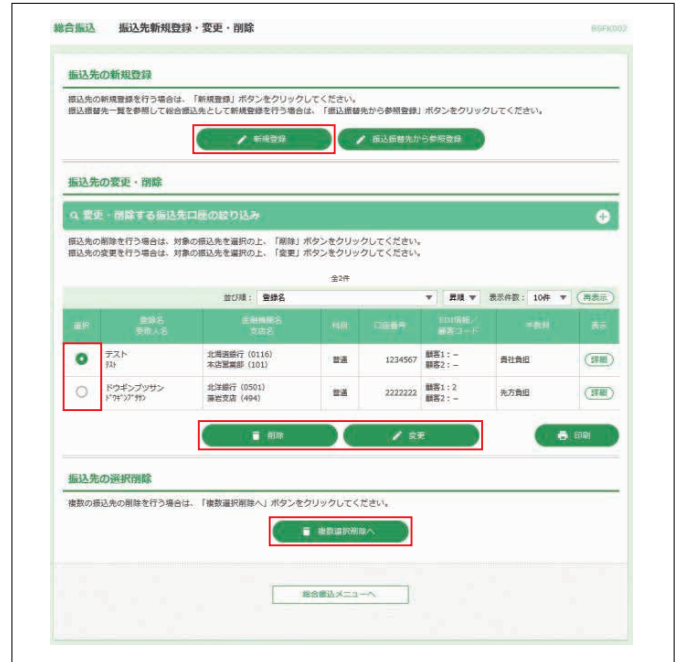 総合振込 振込先新規登録・変更・削除 BSFK502
振込先の新規登録
振込先の新規登録を行う場合は、「新規登録」ボタンをクリックしてください。
振込振替先一覧を参照して総合振込先として新規登録を行う場合は、「振込振替先から参照登録」ボタンをクリックしてください。
新規登録 振込振替先から参照登録
振込先の変更・削除
変更・削除する振込先口座の絞り込み
振込先の削除を行う場合は、対象の振込先を選択の上、「削除」ボタンをクリックしてください。
振込先の変更を行う場合は、対象の振込先を選択の上、「変更」ボタンをクリックしてください。
全2件
並び順： 登録名 昇順 表示件数： 10件 再表示
選択 登録名 金融機関名 科目 口座番号 EDI情報／ 手数料 表示
受取人名 支店名 顧客コード
テスト 北海道銀行 (0116) 普通 1234567 顧客1：− 貴社負担 詳細
ﾃｽﾄ 本店営業部 (101) 顧客2：−
ドウギンブッサン 北洋銀行 (0501) 普通 2222222 顧客1：2 先方負担 詳細
ﾄﾞｳｷﾞﾝﾌﾞﾂｻﾝ 藻岩支店 (494) 顧客2：−
削除 変更 印刷
振込先の選択削除
複数の振込先の削除を行う場合は、「複数選択削除へ」ボタンをクリックしてください。
複数選択削除へ
総合振込メニューへ